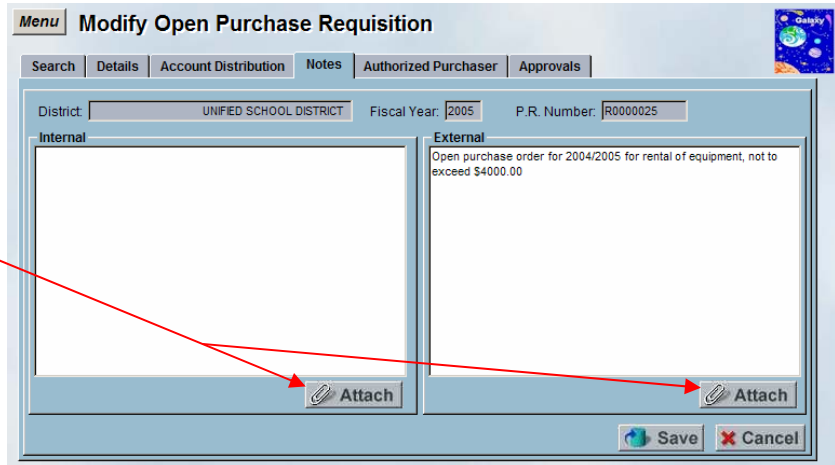 Menu Modify Open Purchase Requisition
Galaxy
Search Details Account Distribution Notes Authorized Purchaser Approvals
District: UNIFIED SCHOOL DISTRICT Fiscal Year: 2005 P.R. Number: R0000025
Internal External
Open purchase order for 2004/2005 for rental of equipment, not to
exceed $4000.00
Attach Attach
Save Cancel